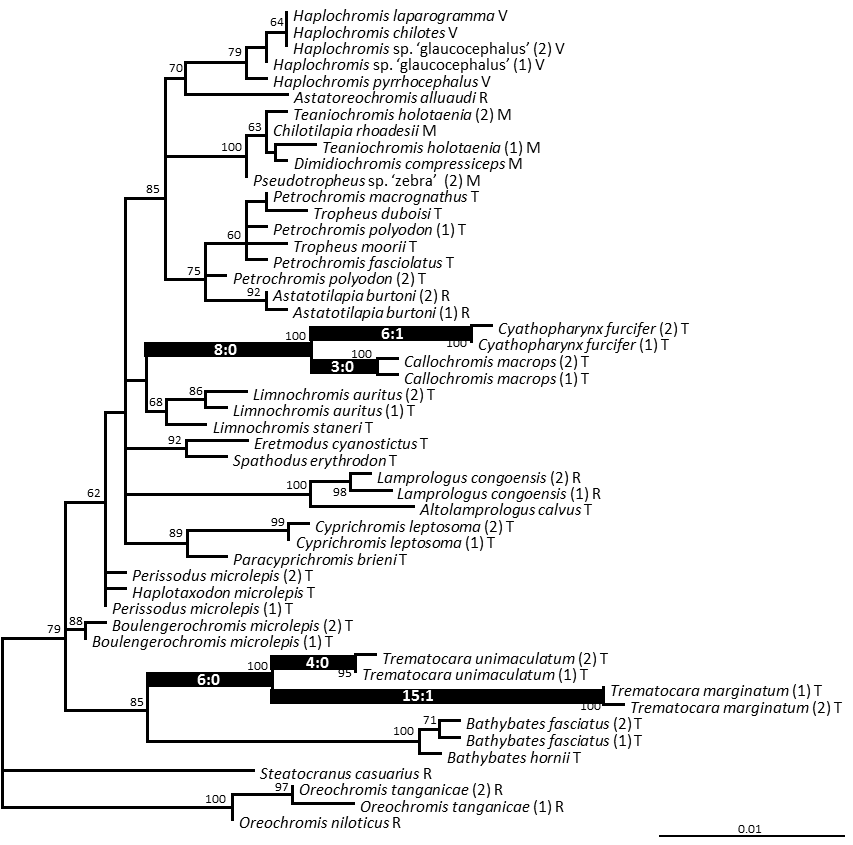 64 Haplochromis laparogramma V
Haplochromis chilotes V
79 Haplochromis sp. ‘glaucocephalus’ (2) V
Haplochromis sp. ‘glaucocephalus’ (1) V
70 Haplochromis pyrrhocephalus V
Astatoreochromis alluaudi R
Teaniochromis holotaenia (2) M
63 Chilotilapia rhoadesii M
100 Teaniochromis holotaenia (1) M
Dimidiochromis compressiceps M
Pseudotropheus sp. ‘zebra’ (2) M
85 Petrochromis macrognathus T
Tropheus duboisi T
60 Petrochromis polyodon (1) T
Tropheus moorii T
Petrochromis fasciolatus T
75 Petrochromis polyodon (2) T
92 Astatotilapia burtoni (2) R
Astatotilapia burtoni (1) R
100 6:1 Cyathopharynx furcifer (2) T
8:0 100 Cyathopharynx furcifer (1) T
100 3:0 Callochromis macrops (2) T
Callochromis macrops (1) T
86 Limnochromis auritus (2) T
68 Limnochromis auritus (1) T
Limnochromis staneri T
92 Eretmodus cyanostictus T
Spathodus erythrodon T
100 Lamprologus congoensis (2) R
62 98 Lamprologus congoensis (1) R
Altolamprologus calvus T
89 99 Cyprichromis leptosoma (2) T
Cyprichromis leptosoma (1) T
Paracyprichromis brieni T
Perissodus microlepis (2) T
Haplotaxodon microlepis T
Perissodus microlepis (1) T
79 88 Boulengerochromis microlepis (2) T
Boulengerochromis microlepis (1) T
100 4:0 Trematocara unimaculatum (2) T
6:0 95 Trematocara unimaculatum (1) T
85 15:1 Trematocara marginatum (1) T
100 Trematocara marginatum (2) T
71 Bathybates fasciatus (2) T
100 Bathybates fasciatus (1) T
Bathybates hornii T
Steatocranus casuarius R
97 Oreochromis tanganicae (2) R
100 Oreochromis tanganicae (1) R
Oreochromis niloticus R
0.01